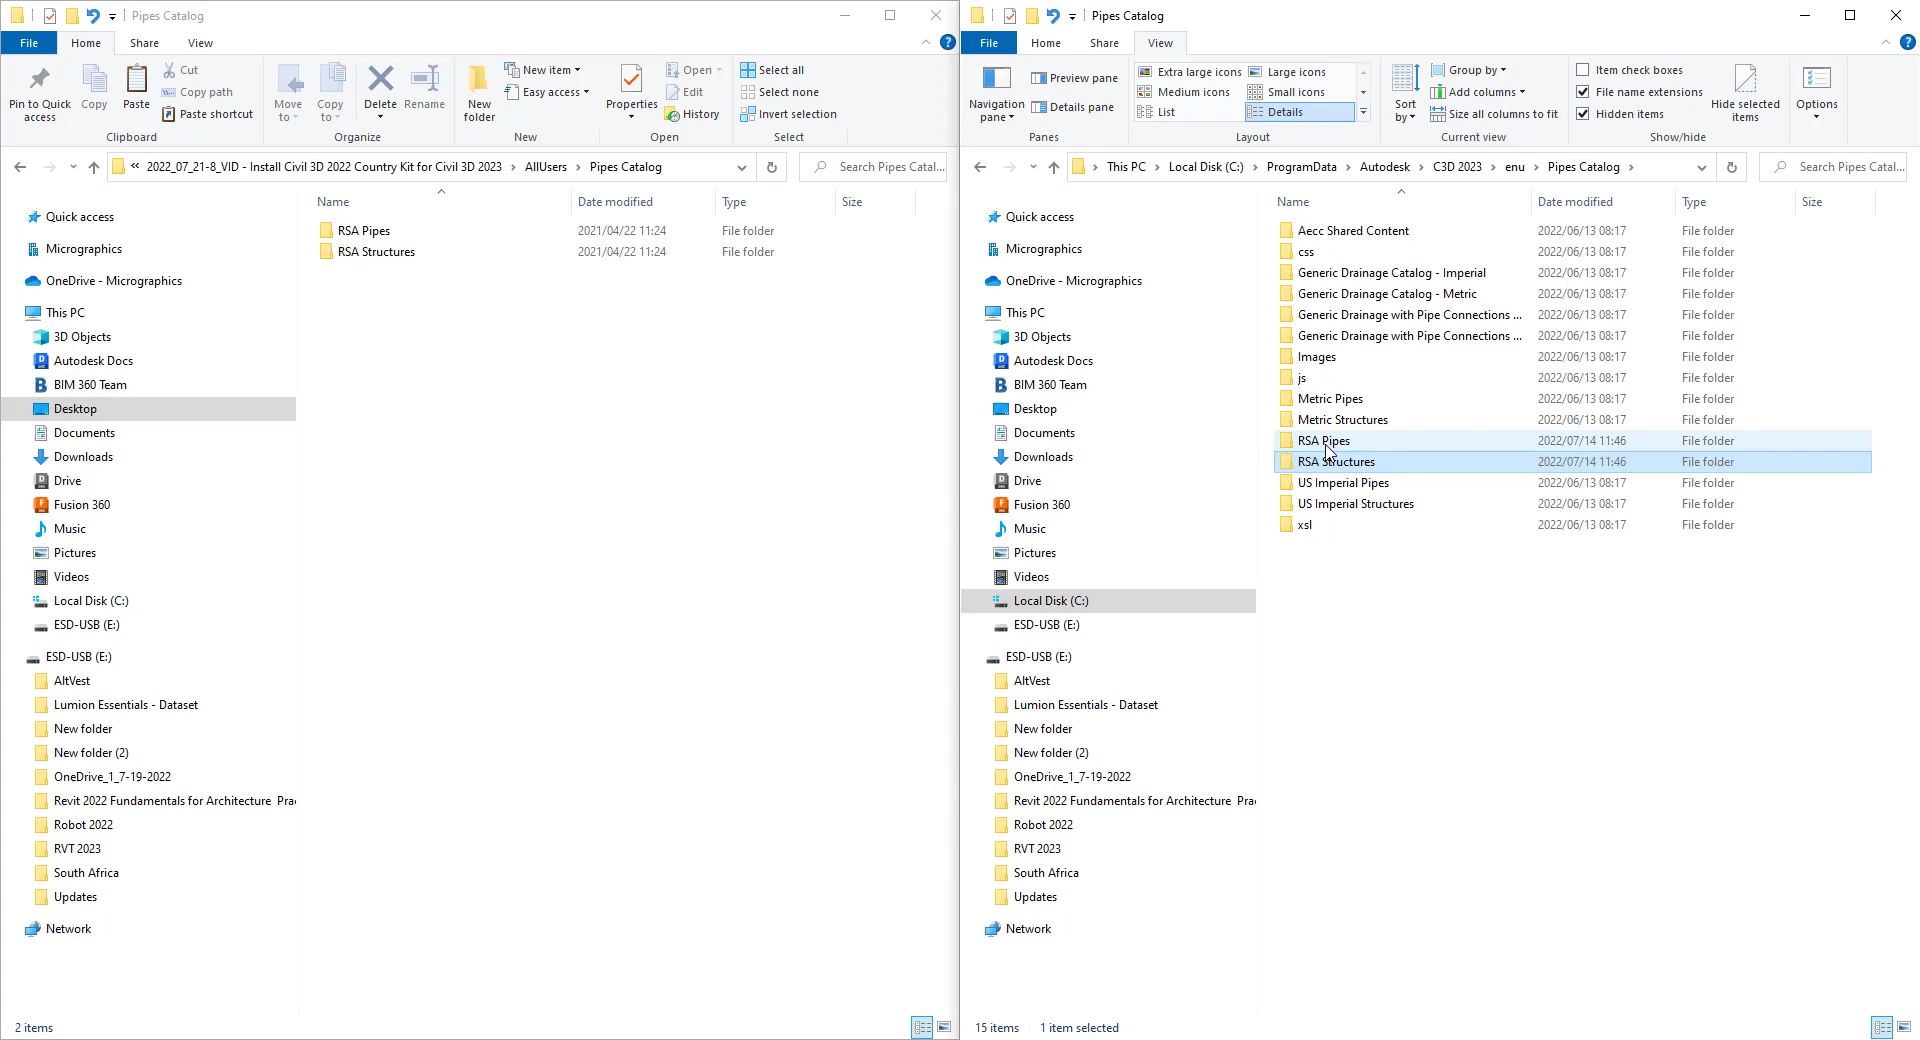 Pipes Catalog
File
Home
Share
View
Pin to Quick
access
Copy
Paste
Cut
Copy path
Paste shortcut
Clipboard
Move
to
Copy
to
Delete
Rename
Organize
New
folder
New item
Easy access
New
Properties
Open
Edit
History
Open
Select all
Select none
Invert selection
Select
« 2022_07_21-8_VID - Install Civil 3D 2022 Country Kit for Civil 3D 2023 > AllUsers > Pipes Catalog
Search Pipes Catal...
Name
Date modified
Type
Size
RSA Pipes 2021/04/22 11:24 File folder
RSA Structures 2021/04/22 11:24 File folder
Quick access
Micrographics
OneDrive - Micrographics
This PC
3D Objects
Autodesk Docs
BIM 360 Team
Desktop
Documents
Downloads
Drive
Fusion 360
Music
Pictures
Videos
Local Disk (C:)
ESD-USB (E:)
ESD-USB (E:)
AltVest
Lumion Essentials - Dataset
New folder
New folder (2)
OneDrive_1_7-19-2022
Revit 2022 Fundamentals for Architecture Pra
Robot 2022
RVT 2023
South Africa
Updates
Network
2 items
Pipes Catalog
File
Home
Share
View
Navigation
pane
Preview pane
Details pane
Panes
Extra large icons
Large icons
Medium icons
Small icons
List
Details
Layout
Sort
by
Group by
Add columns
Size all columns to fit
Current view
Item check boxes
File name extensions
Hidden items
Hide selected
items
Show/hide
Options
> This PC > Local Disk (C:) > ProgramData > Autodesk > C3D 2023 > enu > Pipes Catalog >
Search Pipes Catal...
Name
Date modified
Type
Size
Aecc Shared Content 2022/06/13 08:17 File folder
css 2022/06/13 08:17 File folder
Generic Drainage Catalog - Imperial 2022/06/13 08:17 File folder
Generic Drainage Catalog - Metric 2022/06/13 08:17 File folder
Generic Drainage with Pipe Connections ... 2022/06/13 08:17 File folder
Generic Drainage with Pipe Connections ... 2022/06/13 08:17 File folder
Images 2022/06/13 08:17 File folder
js 2022/06/13 08:17 File folder
Metric Pipes 2022/06/13 08:17 File folder
Metric Structures 2022/06/13 08:17 File folder
RSA Pipes 2022/07/14 11:46 File folder
RSA Structures 2022/07/14 11:46 File folder
US Imperial Pipes 2022/06/13 08:17 File folder
US Imperial Structures 2022/06/13 08:17 File folder
xsl 2022/06/13 08:17 File folder
Quick access
Micrographics
OneDrive - Micrographics
This PC
3D Objects
Autodesk Docs
BIM 360 Team
Desktop
Documents
Downloads
Drive
Fusion 360
Music
Pictures
Videos
Local Disk (C:)
ESD-USB (E:)
ESD-USB (E:)
AltVest
Lumion Essentials - Dataset
New folder
New folder (2)
OneDrive_1_7-19-2022
Revit 2022 Fundamentals for Architecture Pra
Robot 2022
RVT 2023
South Africa
Updates
Network
15 items
1 item selected